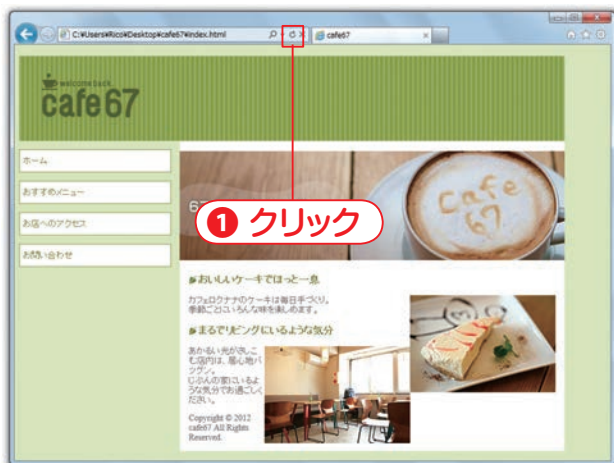 C:¥Users¥Rico¥Desktop¥cafe67¥index.html
cafe67
welcome back
cafe 67
ホーム
おすすめメニュー
お店へのアクセス
お問い合わせ
67
Cafe
67
1 クリック
おいしいケーキでほっと一息
カフェロクナナのケーキは毎日手づくり。
季節ごとにいろんな味を楽しめます。
まるでリビングにいるような気分
あかるい光がさしこ
む店内は、居心地バ
ツグン。
じぶんの家にいるよ
うな気分でお過ごしく
ださい。
Copyright © 2012
cafe67 All Rights
Reserved.